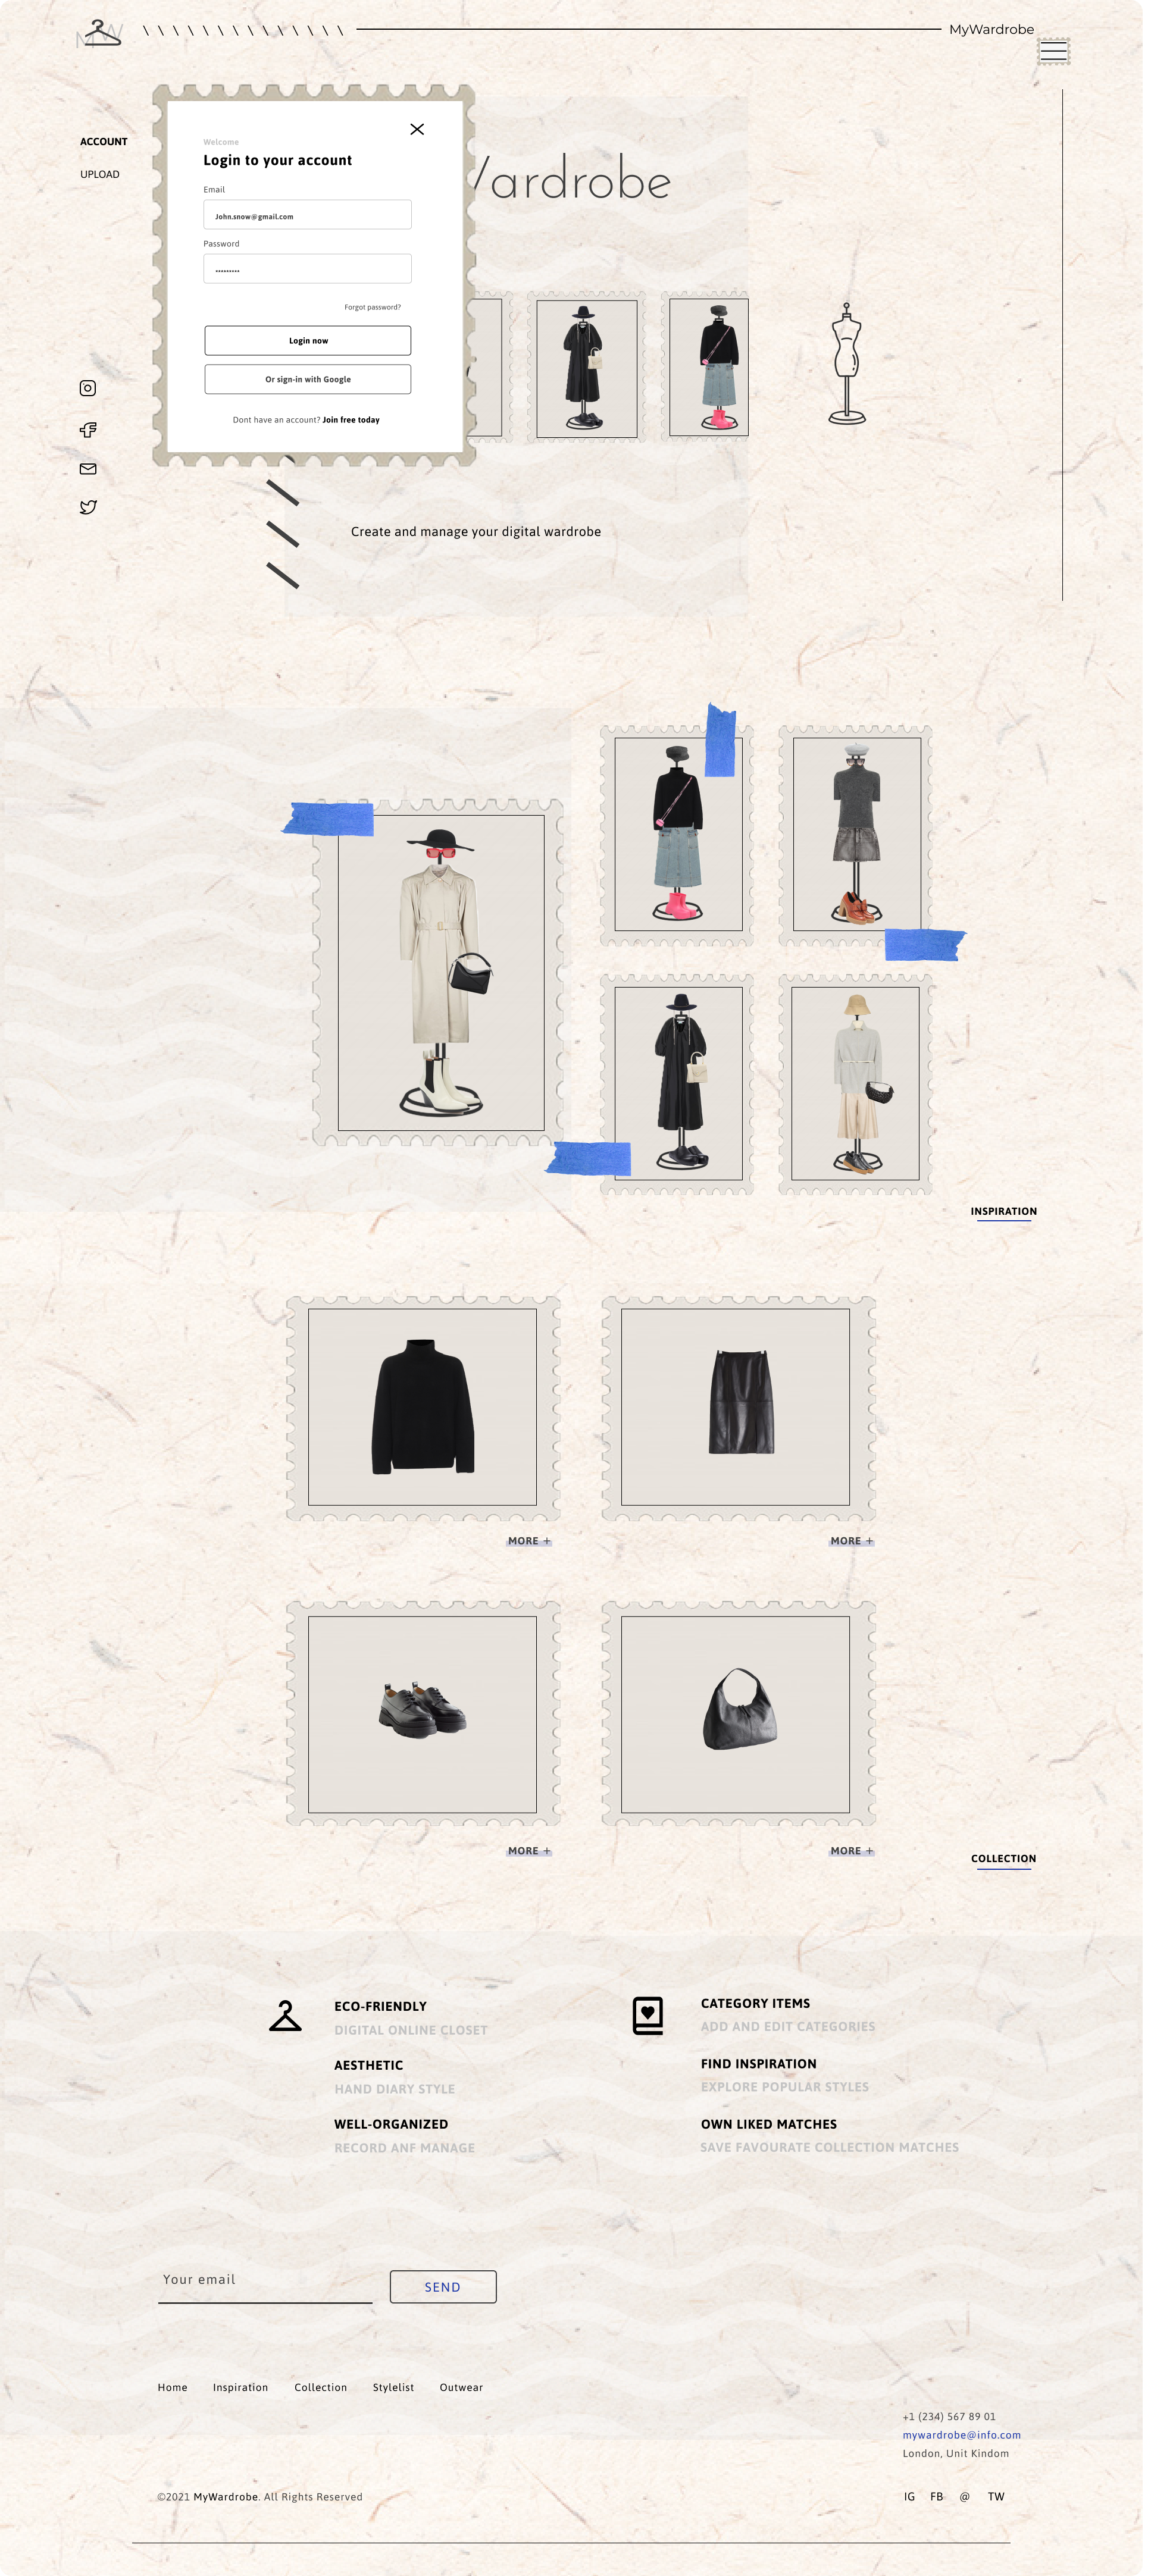 MW
MyWardrobe
ACCOUNT
UPLOAD
Welcome
Login to your account
Email
John.snow@gmail.com
Password
Forgot password?
Login now
Or sign-in with Google
Dont have an account? Join free today
Wardrobe
Create and manage your digital wardrobe
INSPIRATION
MORE +
MORE +
MORE +
MORE +
COLLECTION
ECO-FRIENDLY
DIGITAL ONLINE CLOSET
AESTHETIC
HAND DIARY STYLE
WELL-ORGANIZED
RECORD ANF MANAGE
CATEGORY ITEMS
ADD AND EDIT CATEGORIES
FIND INSPIRATION
EXPLORE POPULAR STYLES
OWN LIKED MATCHES
SAVE FAVOURATE COLLECTION MATCHES
Your email
SEND
Home Inspiration Collection Stylelist Outwear
+1 (234) 567 89 01
mywardrobe@info.com
London, Unit Kindom
©2021 MyWardrobe. All Rights Reserved
IG FB @ TW